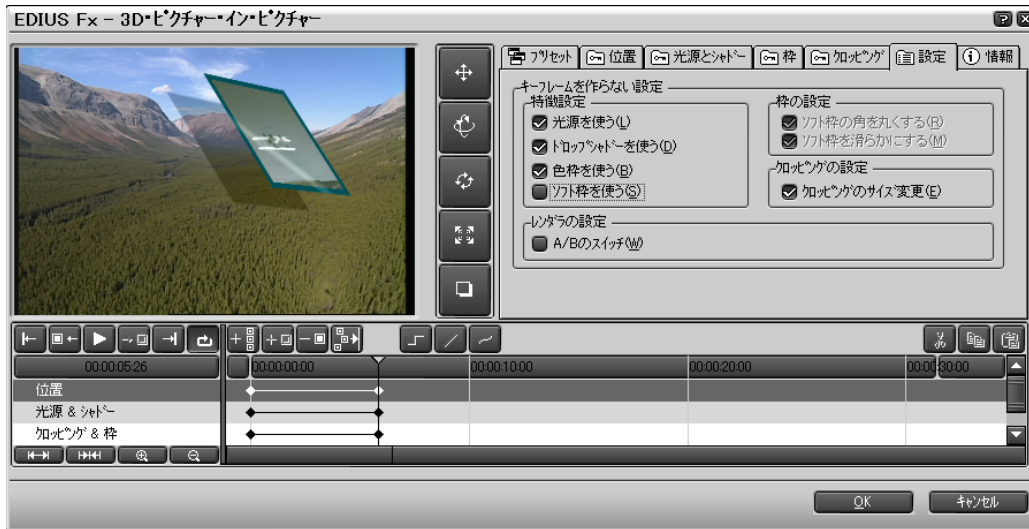 EDIUS Fx - 3D・ピクチャー・イン・ピクチャー
プリセット 位置 光源とシャドー 枠 クロッピング 設定 情報
キーフレームを作らない設定
特徴設定
光源を使う(L)
ドロップシャドーを使う(D)
色枠を使う(B)
ソフト枠を使う(S)
枠の設定
ソフト枠の角を丸くする(R)
ソフト枠を滑らかにする(M)
クロッピングの設定
クロッピングのサイズ変更(E)
レンダラの設定
A/Bのスイッチ(W)
00:00:05:26 00:00:00:00 00:00:10:00 00:00:20:00 00:00:30:00
位置
光源 & シャドー
クロッピング & 枠
OK キャンセル